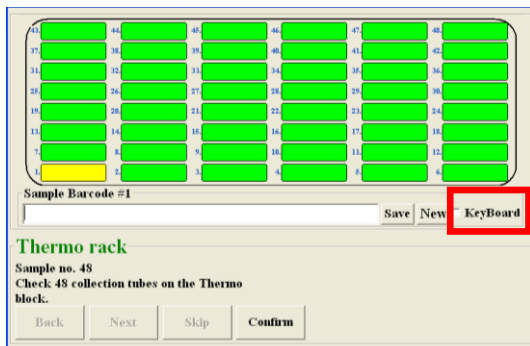 43. 44. 45. 46. 47. 48.
37. 38. 39. 40. 41. 42.
31. 32. 33. 34. 35. 36.
25. 26. 27. 28. 29. 30.
19. 20. 21. 22. 23. 24.
13. 14. 15. 16. 17. 18.
7. 8. 9. 10. 11. 12.
1. 2. 3. 4. 5. 6.
Sample Barcode #1
Save New KeyBoard
Thermo rack
Sample no. 48
Check 48 collection tubes on the Thermo
block.
Back Next Skip Confirm